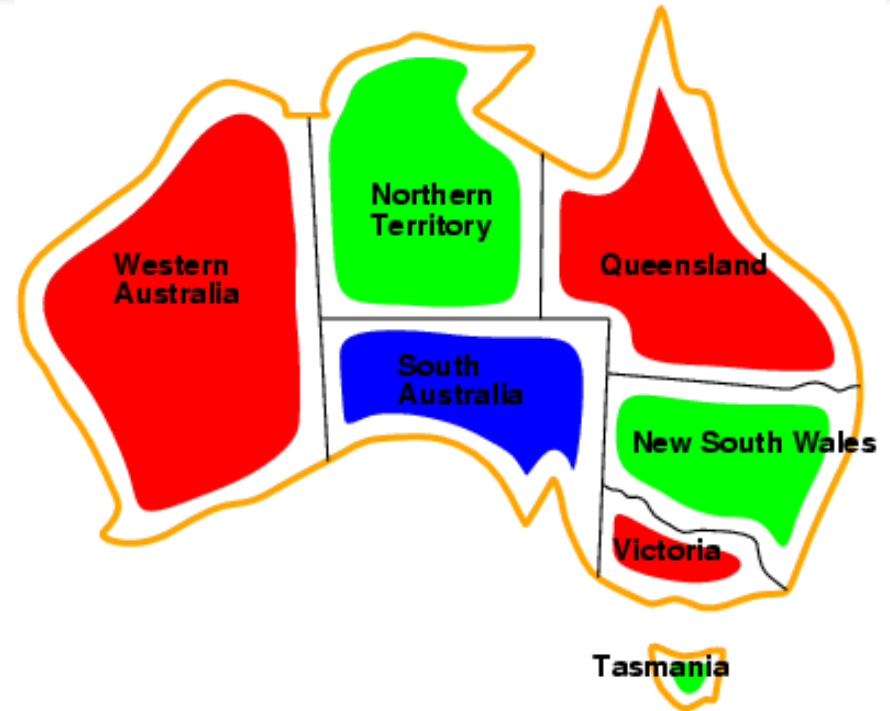 Northern
Territory
Western
Australia
Queensland
South
Australia
New South Wales
Victoria
Tasmania